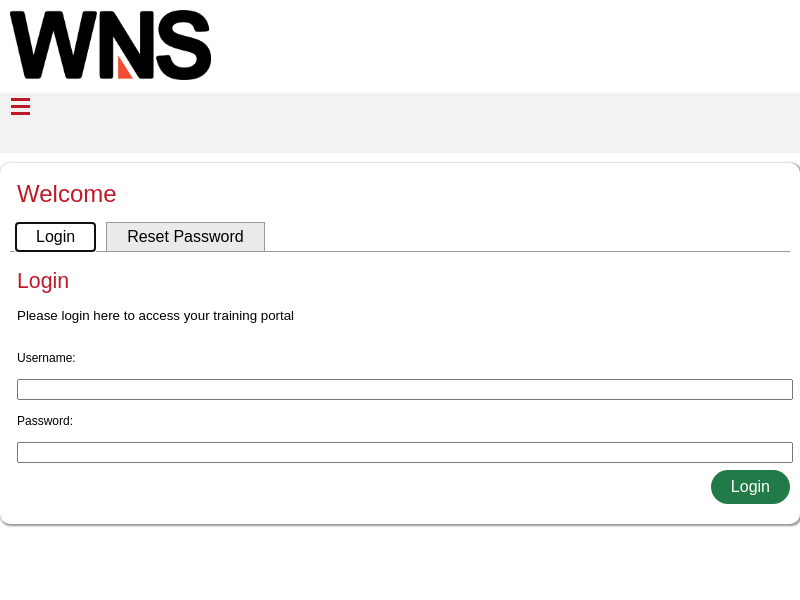 WNS
Welcome
Login
Reset Password
Login
Please login here to access your training portal
Username:
Password:
Login